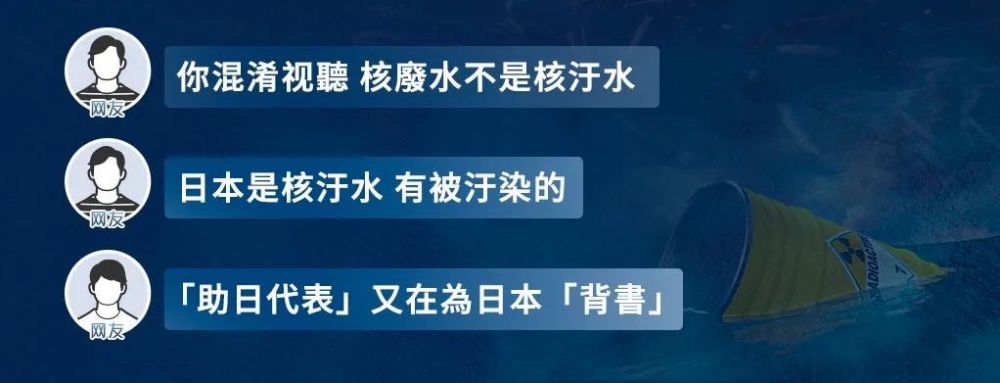 网友
你混淆视聽 核廢水不是核汙水
网友
日本是核汙水 有被汙染的
网友
「助日代表」又在為日本「背書」
RADIOACTIVE
7